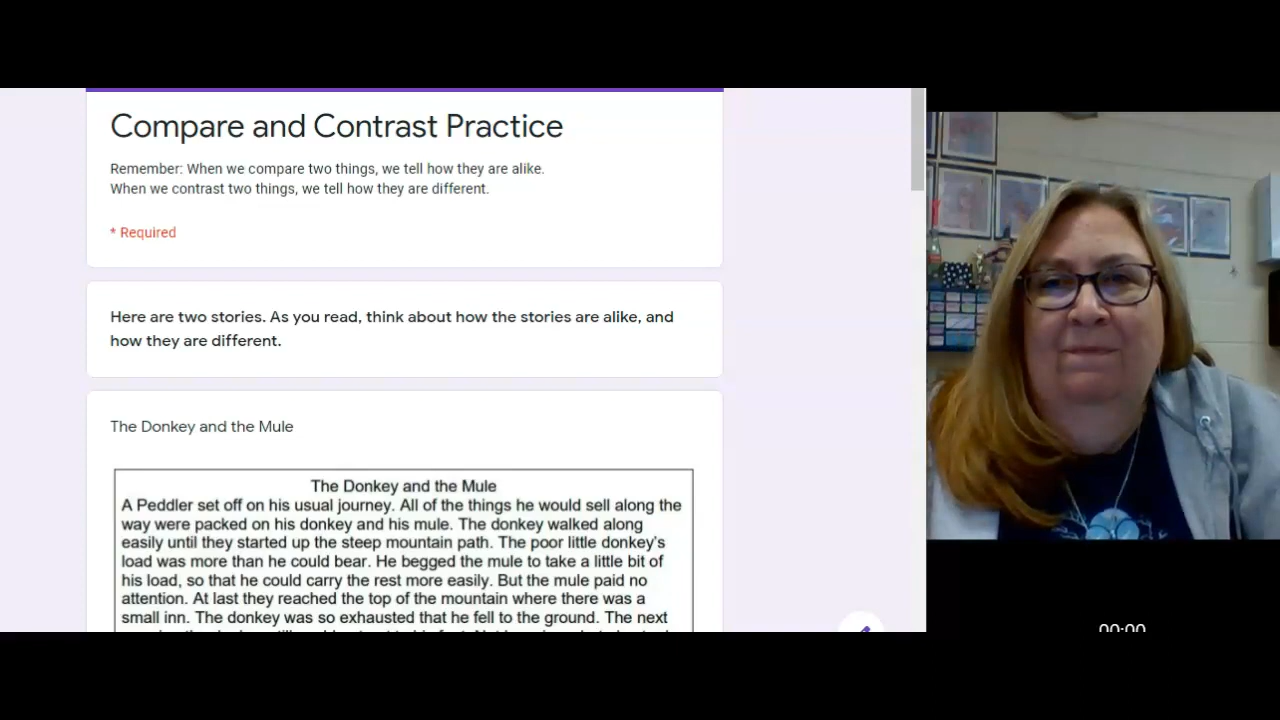 Compare and Contrast Practice
Remember: When we compare two things, we tell how they are alike.
When we contrast two things, we tell how they are different.
* Required
Here are two stories. As you read, think about how the stories are alike, and
how they are different.
The Donkey and the Mule
The Donkey and the Mule
A Peddler set off on his usual journey. All of the things he would sell along the
way were packed on his donkey and his mule. The donkey walked along
easily until they started up the steep mountain path. The poor little donkey's
load was more than he could bear. He begged the mule to take a little bit of
his load, so that he could carry the rest more easily. But the mule paid no
attention. At last they reached the top of the mountain where there was a
small inn. The donkey was so exhausted that he fell to the ground. The next
00:00